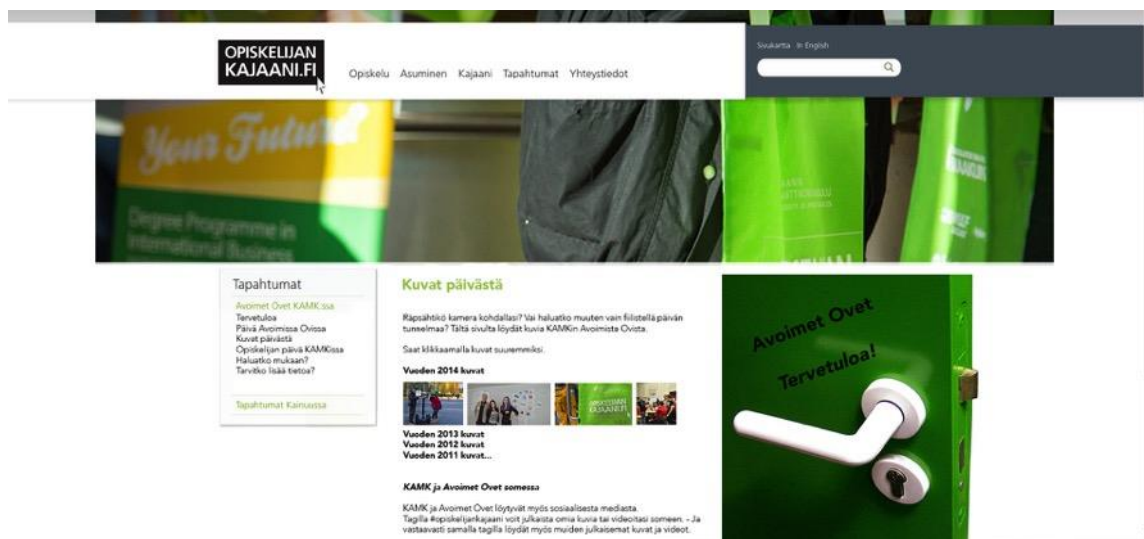 OPISKELIJAN
KAJAANI.FI
Opiskelu Asuminen Kajaani Tapahtumat Yhteystiedot
Sivukartta In English
Your Future
Degree Programme in
International Business
Tapahtumat
Avoimet Ovet KAMK:ssa
Tervetuloa
Päivä Avoimissa Ovissa
Kuvat päivästä
Opiskelijan päivä KAMKissa
Haluatko mukaan?
Tarvitko lisää tietoa?
Tapahtumat Kainuussa
Kuvat päivästä
Räpsähtikö kamera kohdallasi? Vai haluatko muuten vain fiilistellä päivän
tunnelmaa? Tältä sivulta löydät kuvia KAMKin Avoimista Ovista.
Saat klikkaamalla kuvat suuremmiksi.
Vuoden 2014 kuvat
OPISKELIJAN
KAJAANI.FI
Vuoden 2013 kuvat
Vuoden 2012 kuvat
Vuoden 2011 kuvat...
KAMK ja Avoimet Ovet somessa
KAMK ja Avoimet Ovet löytyvät myös sosiaalisesta mediasta.
Tagilla #opiskelijankajaani voit julkaista omia kuvia tai videoitasi someen. - Ja
vastaavasti samalla tagilla löydät myös muiden julkaisemat kuvat ja videot.
Avoimet Ovet
Tervetuloa!